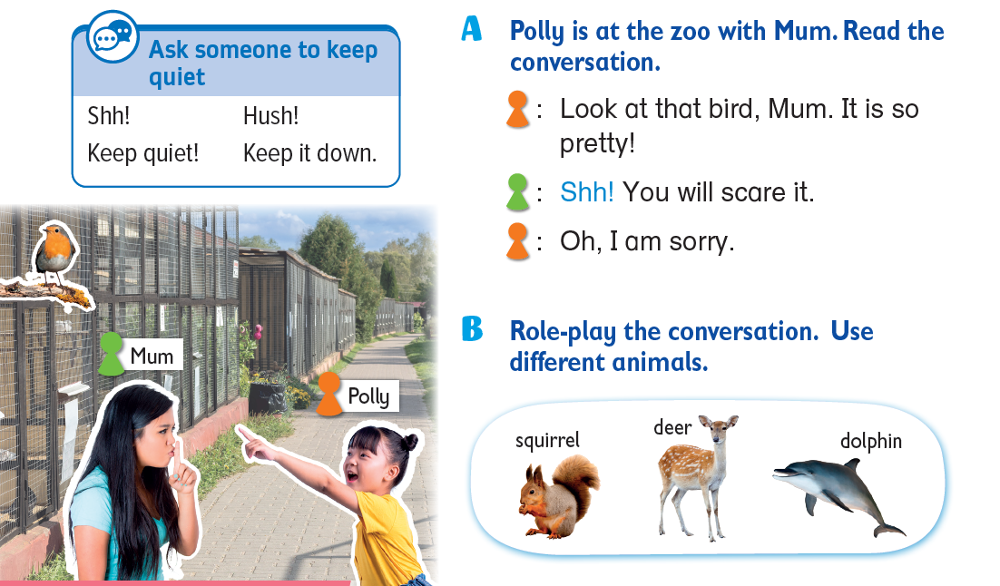 Ask someone to keep
quiet
Shh!
Hush!
Keep quiet!
Keep it down.
Mum
Polly
A
Polly is at the zoo with Mum. Read the
conversation.
: Look at that bird, Mum. It is so
pretty!
: Shh! You will scare it.
: Oh, I am sorry.
B
Role-play the conversation. Use
different animals.
squirrel
deer
dolphin